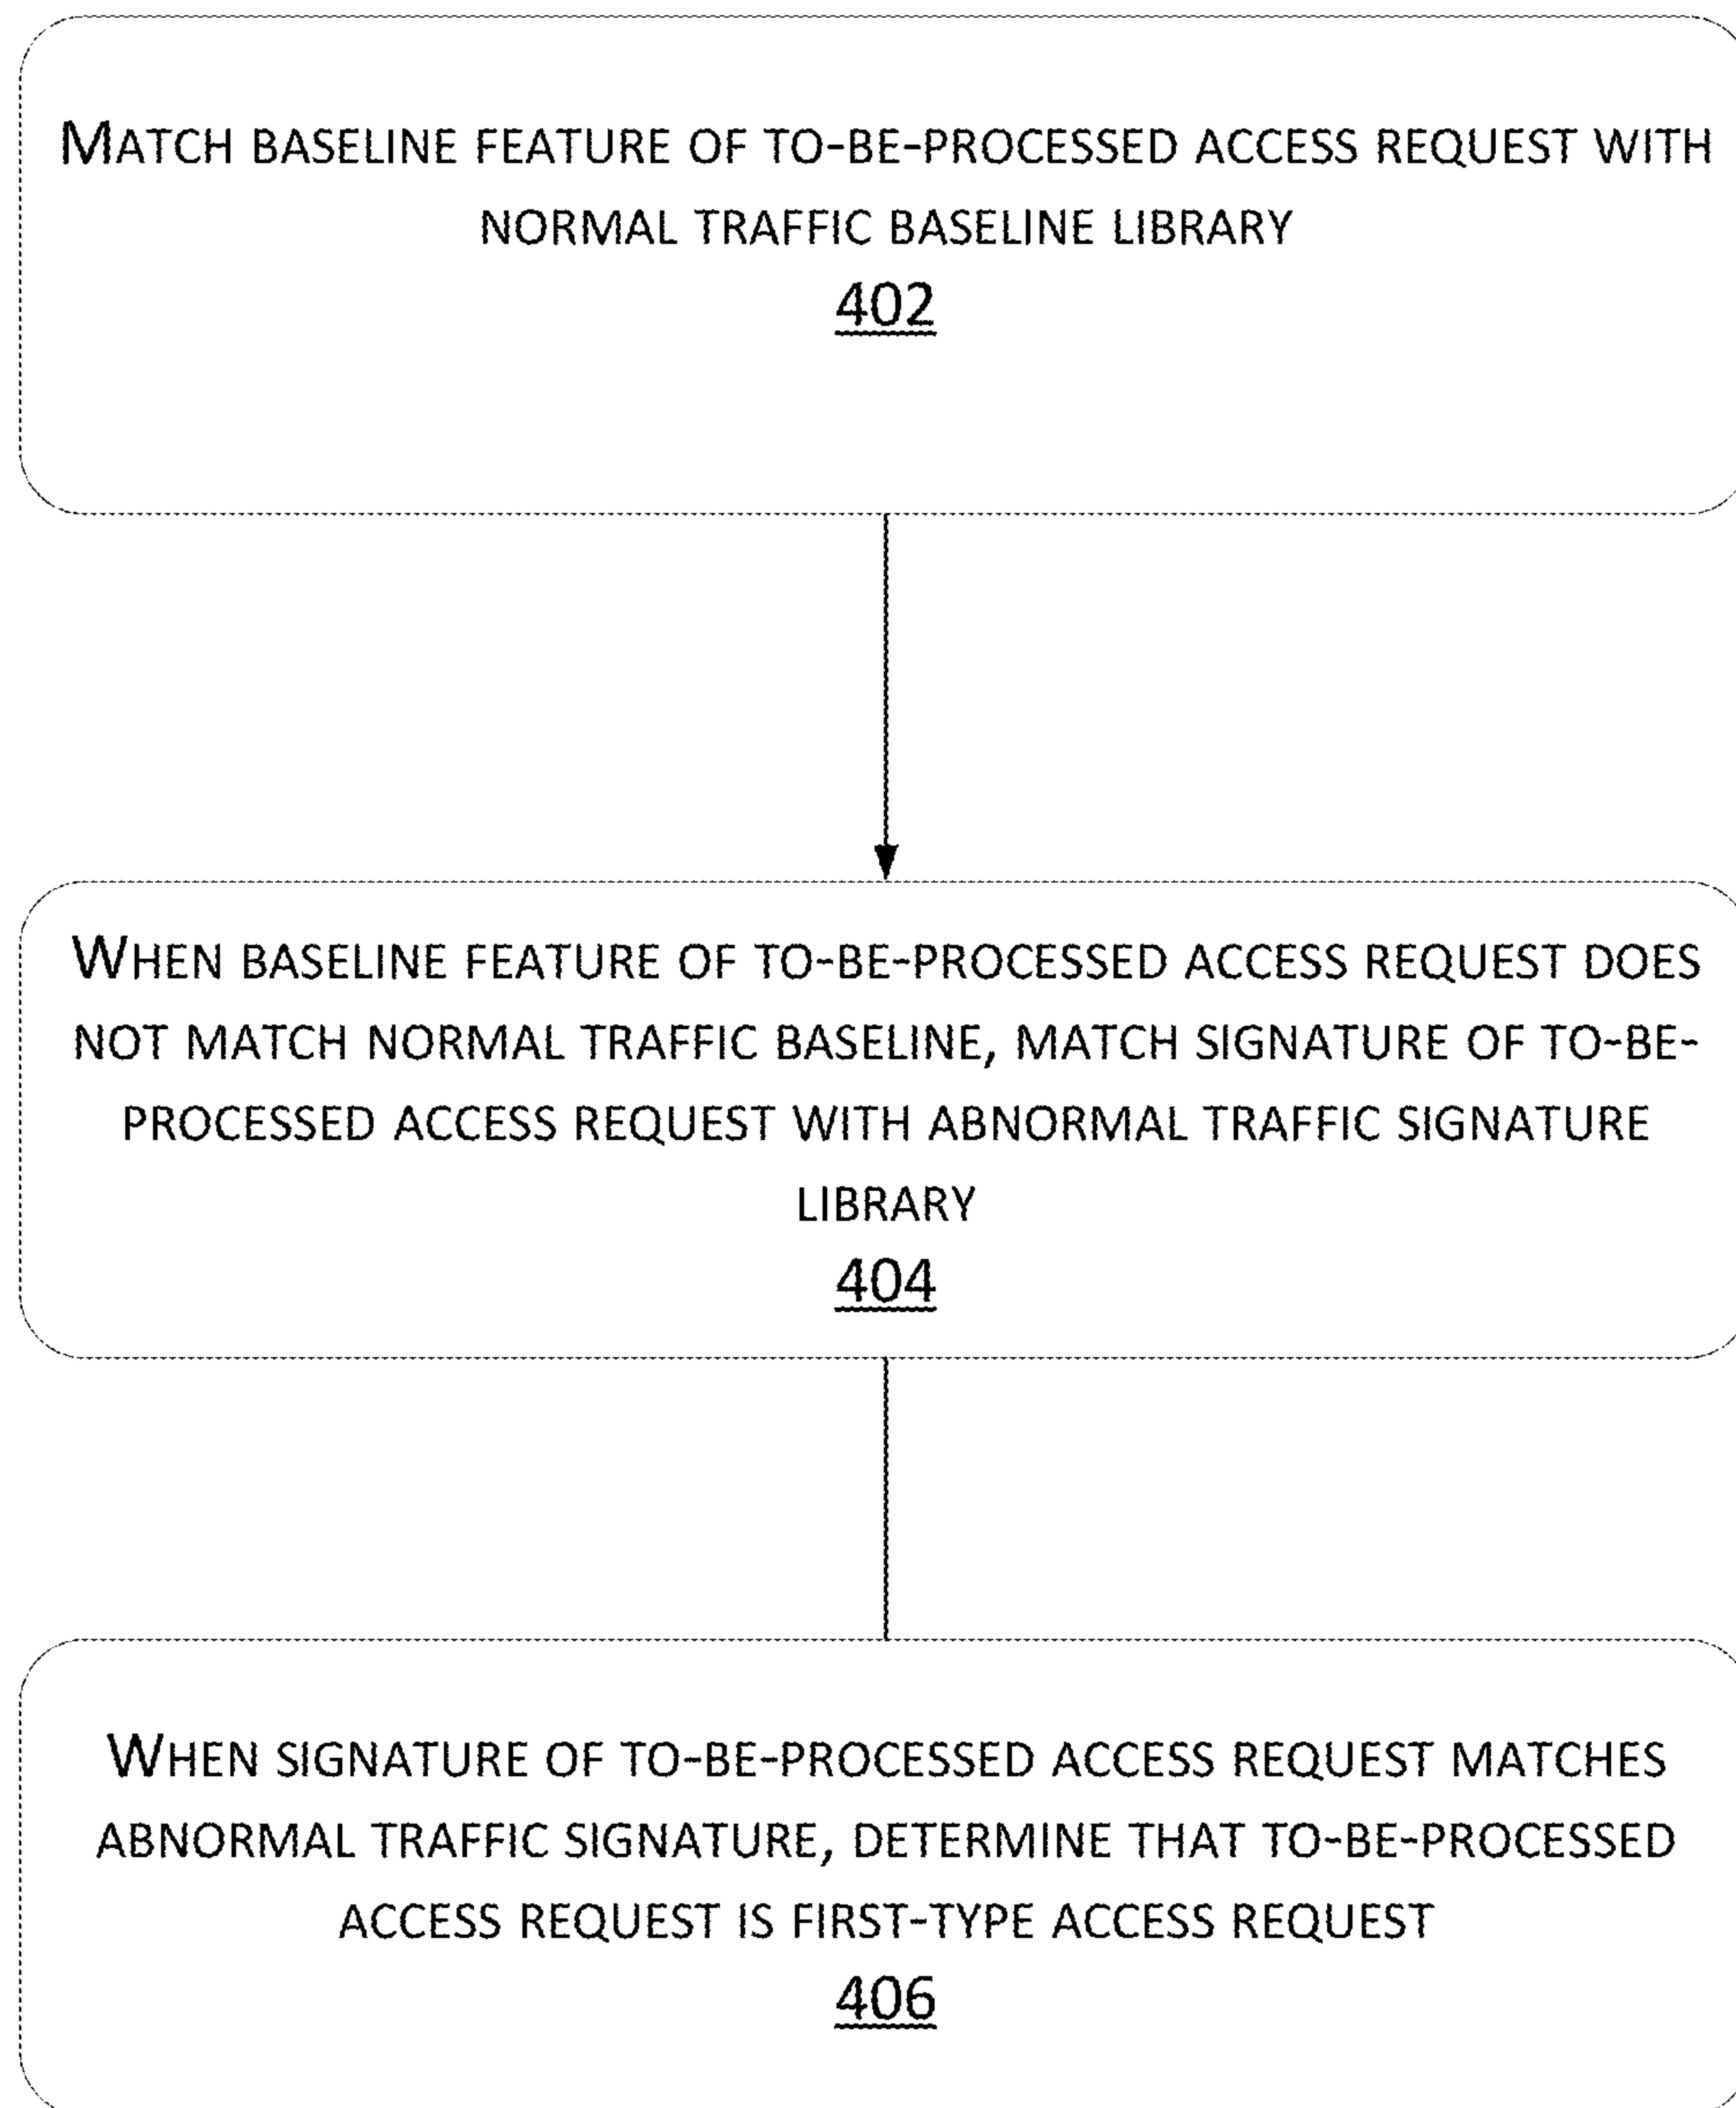 MATCH BASELINE FEATURE OF TO-BE-PROCESSED ACCESS REQUEST WITH
NORMAL TRAFFIC BASELINE LIBRARY
402
WHEN BASELINE FEATURE OF TO-BE-PROCESSED ACCESS REQUEST DOES
NOT MATCH NORMAL TRAFFIC BASELINE, MATCH SIGNATURE OF TO-BE-
PROCESSED ACCESS REQUEST WITH ABNORMAL TRAFFIC SIGNATURE
LIBRARY
404
WHEN SIGNATURE OF TO-BE-PROCESSED ACCESS REQUEST MATCHES
ABNORMAL TRAFFIC SIGNATURE, DETERMINE THAT TO-BE-PROCESSED
ACCESS REQUEST IS FIRST-TYPE ACCESS REQUEST
406